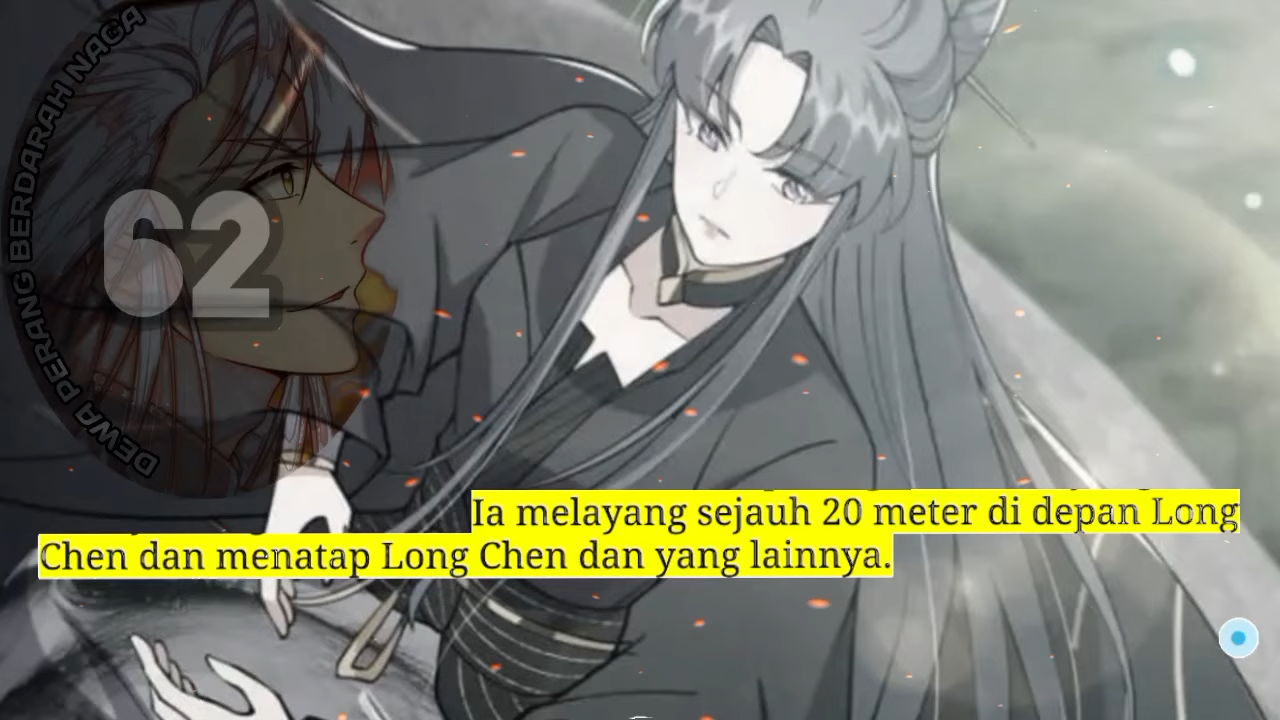 DEWA PERANG BERDARAH NAGA
62
Ia melayang sejauh 20 meter di depan Long
Chen dan menatap Long Chen dan yang lainnya.